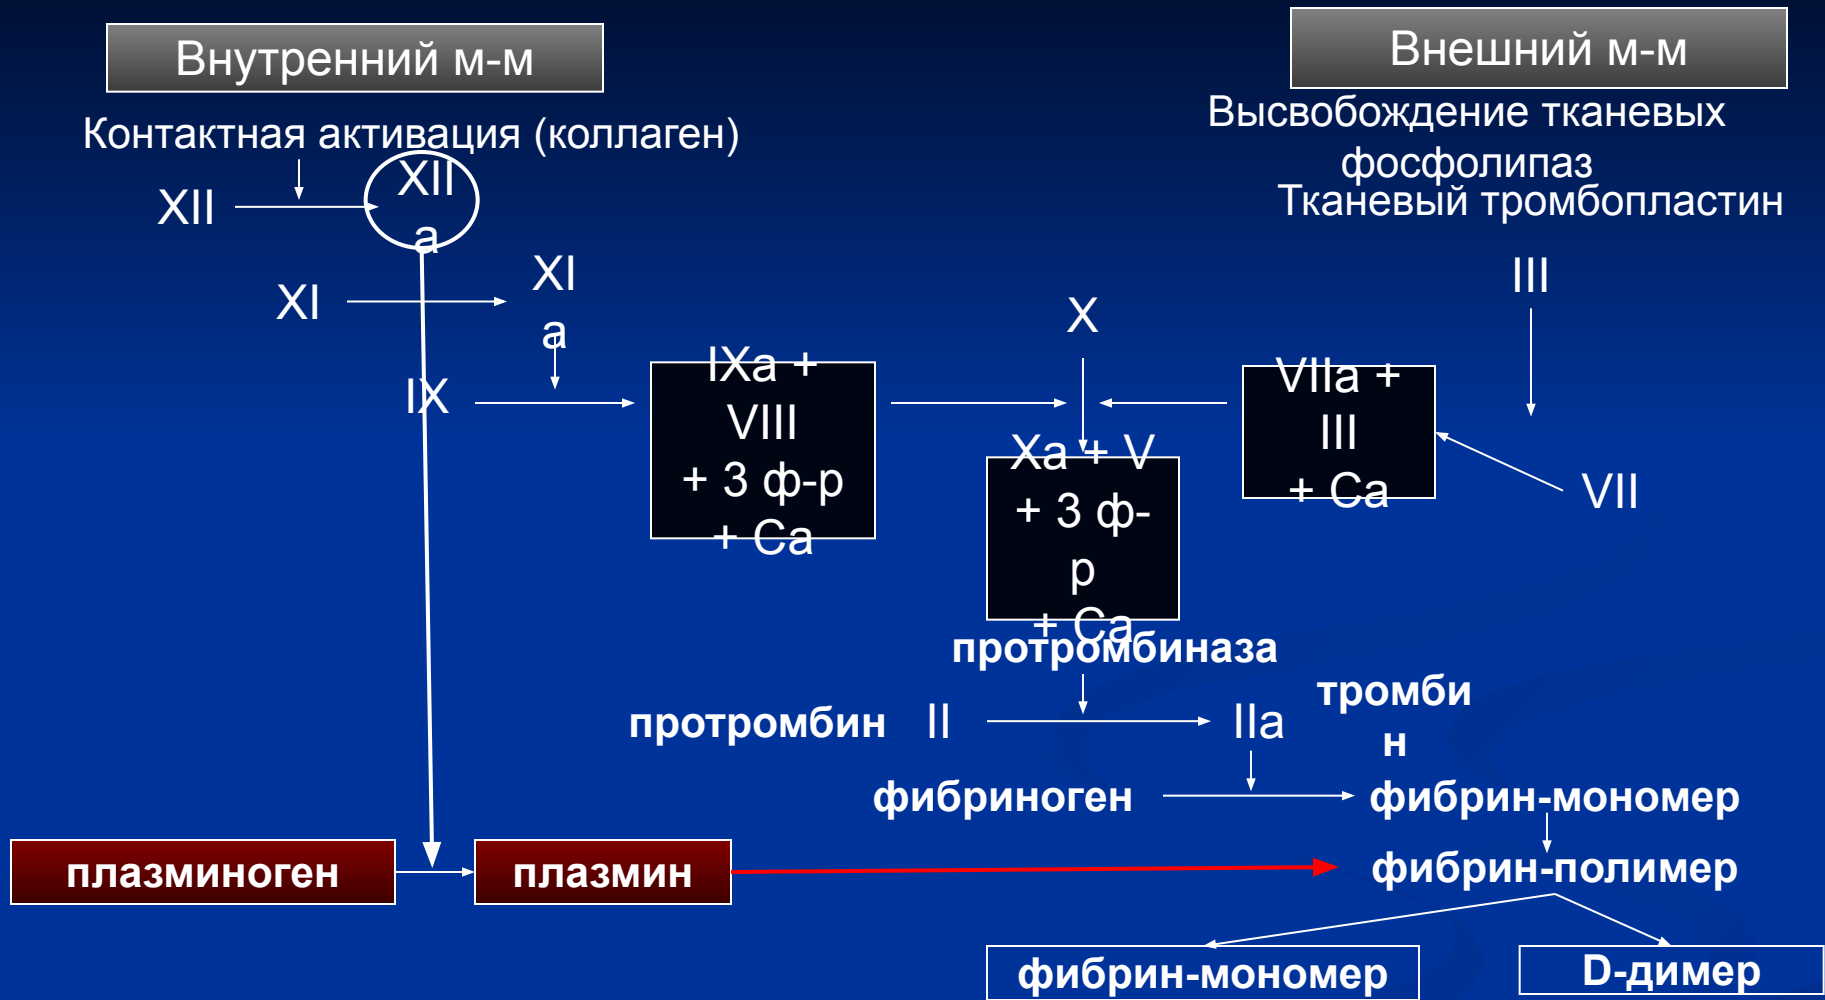 Внутренний м-м
Внешний м-м
Контактная активация (коллаген)
Высвобождение тканевых
фосфолипаз
Тканевый тромбопластин
XII
XII
а
XI
XI
а
III
X
IX
IXa +
VIII
+ 3 ф-р
+ Ca
VIIa +
III
+ Ca
VII
Xa + V
+ 3 ф-
р
+ Ca
протромбиназа
протромбин
II
IIa
тромби
н
фибриноген
фибрин-мономер
плазминоген
плазмин
фибрин-полимер
фибрин-мономер
D-димер